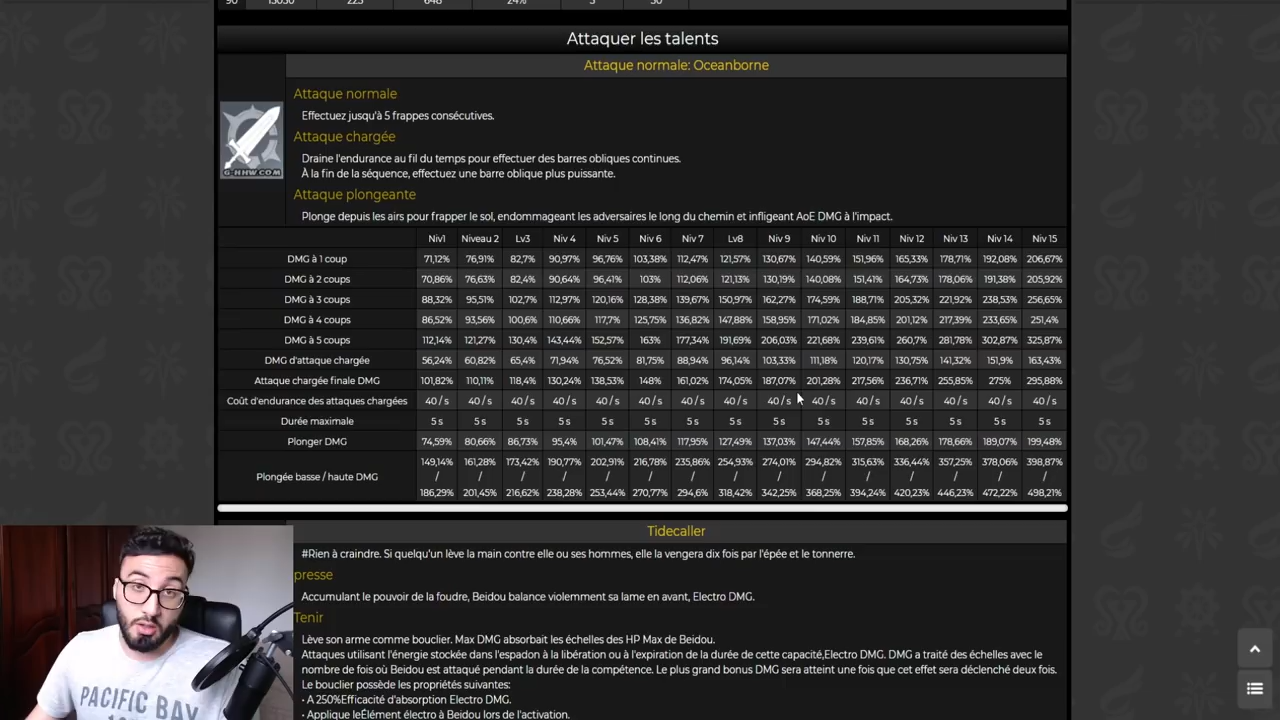 90 15030 225 648 24% 5 50
Attaquer les talents
Attaque normale: Oceanborne
G-HHW.COM
Attaque normale
Effectuez jusqu'à 5 frappes consécutives.
Attaque chargée
Draine l'endurance au fil du temps pour effectuer des barres obliques continues.
À la fin de la séquence, effectuez une barre oblique plus puissante.
Attaque plongeante
Plonge depuis les airs pour frapper le sol, endommageant les adversaires le long du chemin et infligeant AoE DMG à l'impact.
Niv1 Niveau 2 Lv3 Niv 4 Niv 5 Niv 6 Niv 7 Lv8 Niv 9 Niv 10 Niv 11 Niv 12 Niv 13 Niv 14 Niv 15
DMG à 1 coup 71,12% 76,91% 82,7% 90,97% 96,76% 103,38% 112,47% 121,57% 130,67% 140,59% 151,96% 165,33% 178,71% 192,08% 206,67%
DMG à 2 coups 70,86% 76,63% 82,4% 90,64% 96,41% 103% 112,06% 121,13% 130,19% 140,08% 151,41% 164,73% 178,06% 191,38% 205,92%
DMG à 3 coups 88,32% 95,51% 102,7% 112,97% 120,16% 128,38% 139,67% 150,97% 162,27% 174,59% 188,71% 205,32% 221,92% 238,53% 256,65%
DMG à 4 coups 86,52% 93,56% 100,6% 110,66% 117,7% 125,75% 136,82% 147,88% 158,95% 171,02% 184,85% 201,12% 217,39% 233,65% 251,4%
DMG à 5 coups 112,14% 121,27% 130,4% 143,44% 152,57% 163% 177,34% 191,69% 206,03% 221,68% 239,61% 260,7% 281,78% 302,87% 325,87%
DMG d'attaque chargée 56,24% 60,82% 65,4% 71,94% 76,52% 81,75% 88,94% 96,14% 103,33% 111,18% 120,17% 130,75% 141,32% 151,9% 163,43%
Attaque chargée finale DMG 101,82% 110,11% 118,4% 130,24% 138,53% 148% 161,02% 174,05% 187,07% 201,28% 217,56% 236,71% 255,85% 275% 295,88%
Coût d'endurance des attaques chargées 40 / s 40 / s 40 / s 40 / s 40 / s 40 / s 40 / s 40 / s 40 / s 40 / s 40 / s 40 / s 40 / s 40 / s 40 / s
Durée maximale 5 s 5 s 5 s 5 s 5 s 5 s 5 s 5 s 5 s 5 s 5 s 5 s 5 s 5 s 5 s
Plonger DMG 74,59% 80,66% 86,73% 95,4% 101,47% 108,41% 117,95% 127,49% 137,03% 147,44% 157,85% 168,26% 178,66% 189,07% 199,48%
149,14% 161,28% 173,42% 190,77% 202,91% 216,78% 235,86% 254,93% 274,01% 294,82% 315,63% 336,44% 357,25% 378,06% 398,87%
Plongée basse / haute DMG / / / / / / / / / / / / / / /
186,29% 201,45% 216,62% 238,28% 253,44% 270,77% 294,6% 318,42% 342,25% 368,25% 394,24% 420,23% 446,23% 472,22% 498,21%
Tidecaller
#Rien à craindre. Si quelqu'un lève la main contre elle ou ses hommes, elle la vengera dix fois par l'épée et le tonnerre.
presse
Accumulant le pouvoir de la foudre, Beidou balance violemment sa lame en avant, Electro DMG.
Tenir
Lève son arme comme bouclier. Max DMG absorbait les échelles des HP Max de Beidou.
Attaques utilisant l'énergie stockée dans l'espadon à la libération ou à l'expiration de la durée de cette capacité,Electro DMG. DMG a traité des échelles avec le
nombre de fois où Beidou est attaqué pendant la durée de la compétence. Le plus grand bonus DMG sera atteint une fois que cet effet sera déclenché deux fois.
Le bouclier possède les propriétés suivantes:
• A 250%Efficacité d'absorption Electro DMG.
• Applique leÉlément électro à Beidou lors de l'activation.
PACIFIC BAY